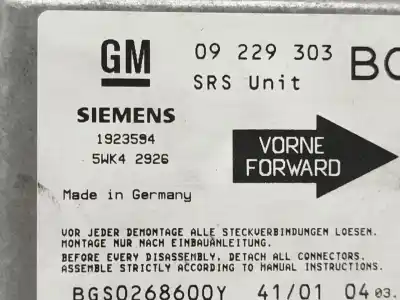 GM 09 229 303 BC
SRS Unit
SIEMENS
1923594
5WK4 2926
VORNE
FORWARD
Made in Germany
VOR JEDER DEMONTAGE ALLE STECKVERBINDUNGEN LOESEN.
MONTAGE NUR NACH EINBAUANLEITUNG.
BEFORE EVERY DISASSEMBLY, DETACH ALL CONNECTORS.
ASSEMBLE STRICTLY ACCORDING TO MANUAL INSTRUCTIONS.
BGS0268600Y 41/01 04 03.